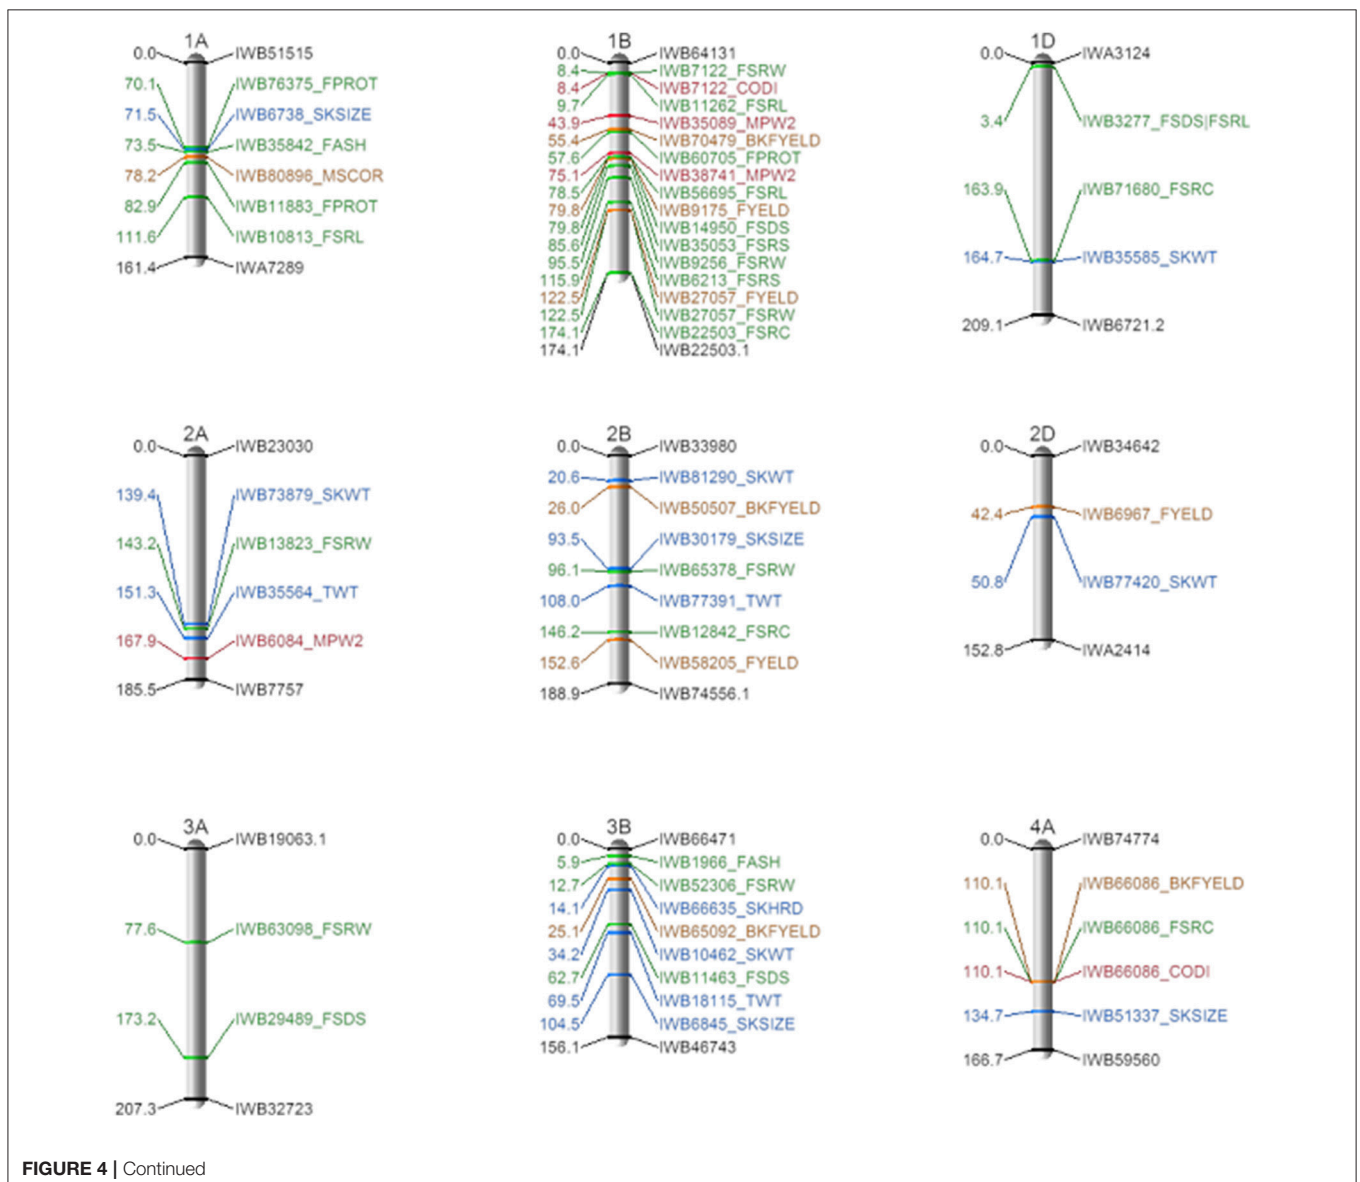 1A
0.0 IWB51515
70.1 IWB76375_FPROT
71.5 IWB6738_SKSIZE
73.5 IWB35842_FASH
78.2 IWB80896_MSCOR
82.9 IWB11883_FPROT
111.6 IWB10813_FSRL
161.4 IWA7289
1B
0.0 IWB64131
8.4 IWB7122_FSRW
8.4 IWB7122_CODI
9.7 IWB11262_FSRL
43.9 IWB35089_MPW2
55.4 IWB70479_BKFYELD
57.6 IWB60705_FPROT
75.1 IWB38741_MPW2
78.5 IWB56695_FSRL
79.8 IWB9175_FYELD
79.8 IWB14950_FSDS
85.6 IWB35053_FSRS
95.5 IWB9256_FSRW
115.9 IWB6213_FSRS
122.5 IWB27057_FYELD
122.5 IWB27057_FSRW
174.1 IWB22503_FSRC
174.1 IWB22503.1
1D
0.0 IWA3124
3.4 IWB3277_FSDS|FSRL
163.9 IWB71680_FSRC
164.7 IWB35585_SKWT
209.1 IWB6721.2
2A
0.0 IWB23030
139.4 IWB73879_SKWT
143.2 IWB13823_FSRW
151.3 IWB35564_TWT
167.9 IWB6084_MPW2
185.5 IWB7757
2B
0.0 IWB33980
20.6 IWB81290_SKWT
26.0 IWB50507_BKFYELD
93.5 IWB30179_SKSIZE
96.1 IWB65378_FSRW
108.0 IWB77391_TWT
146.2 IWB12842_FSRC
152.6 IWB58205_FYELD
188.9 IWB74556.1
2D
0.0 IWB34642
42.4 IWB6967_FYELD
50.8 IWB77420_SKWT
152.8 IWA2414
3A
0.0 IWB19063.1
77.6 IWB63098_FSRW
173.2 IWB29489_FSDS
207.3 IWB32723
3B
0.0 IWB66471
5.9 IWB1966_FASH
12.7 IWB52306_FSRW
14.1 IWB66635_SKHRD
25.1 IWB65092_BKFYELD
34.2 IWB10462_SKWT
62.7 IWB11463_FSDS
69.5 IWB18115_TWT
104.5 IWB6845_SKSIZE
156.1 IWB46743
4A
0.0 IWB74774
110.1 IWB66086_BKFYELD
110.1 IWB66086_FSRC
110.1 IWB66086_CODI
134.7 IWB51337_SKSIZE
166.7 IWB59560
FIGURE 4 | Continued